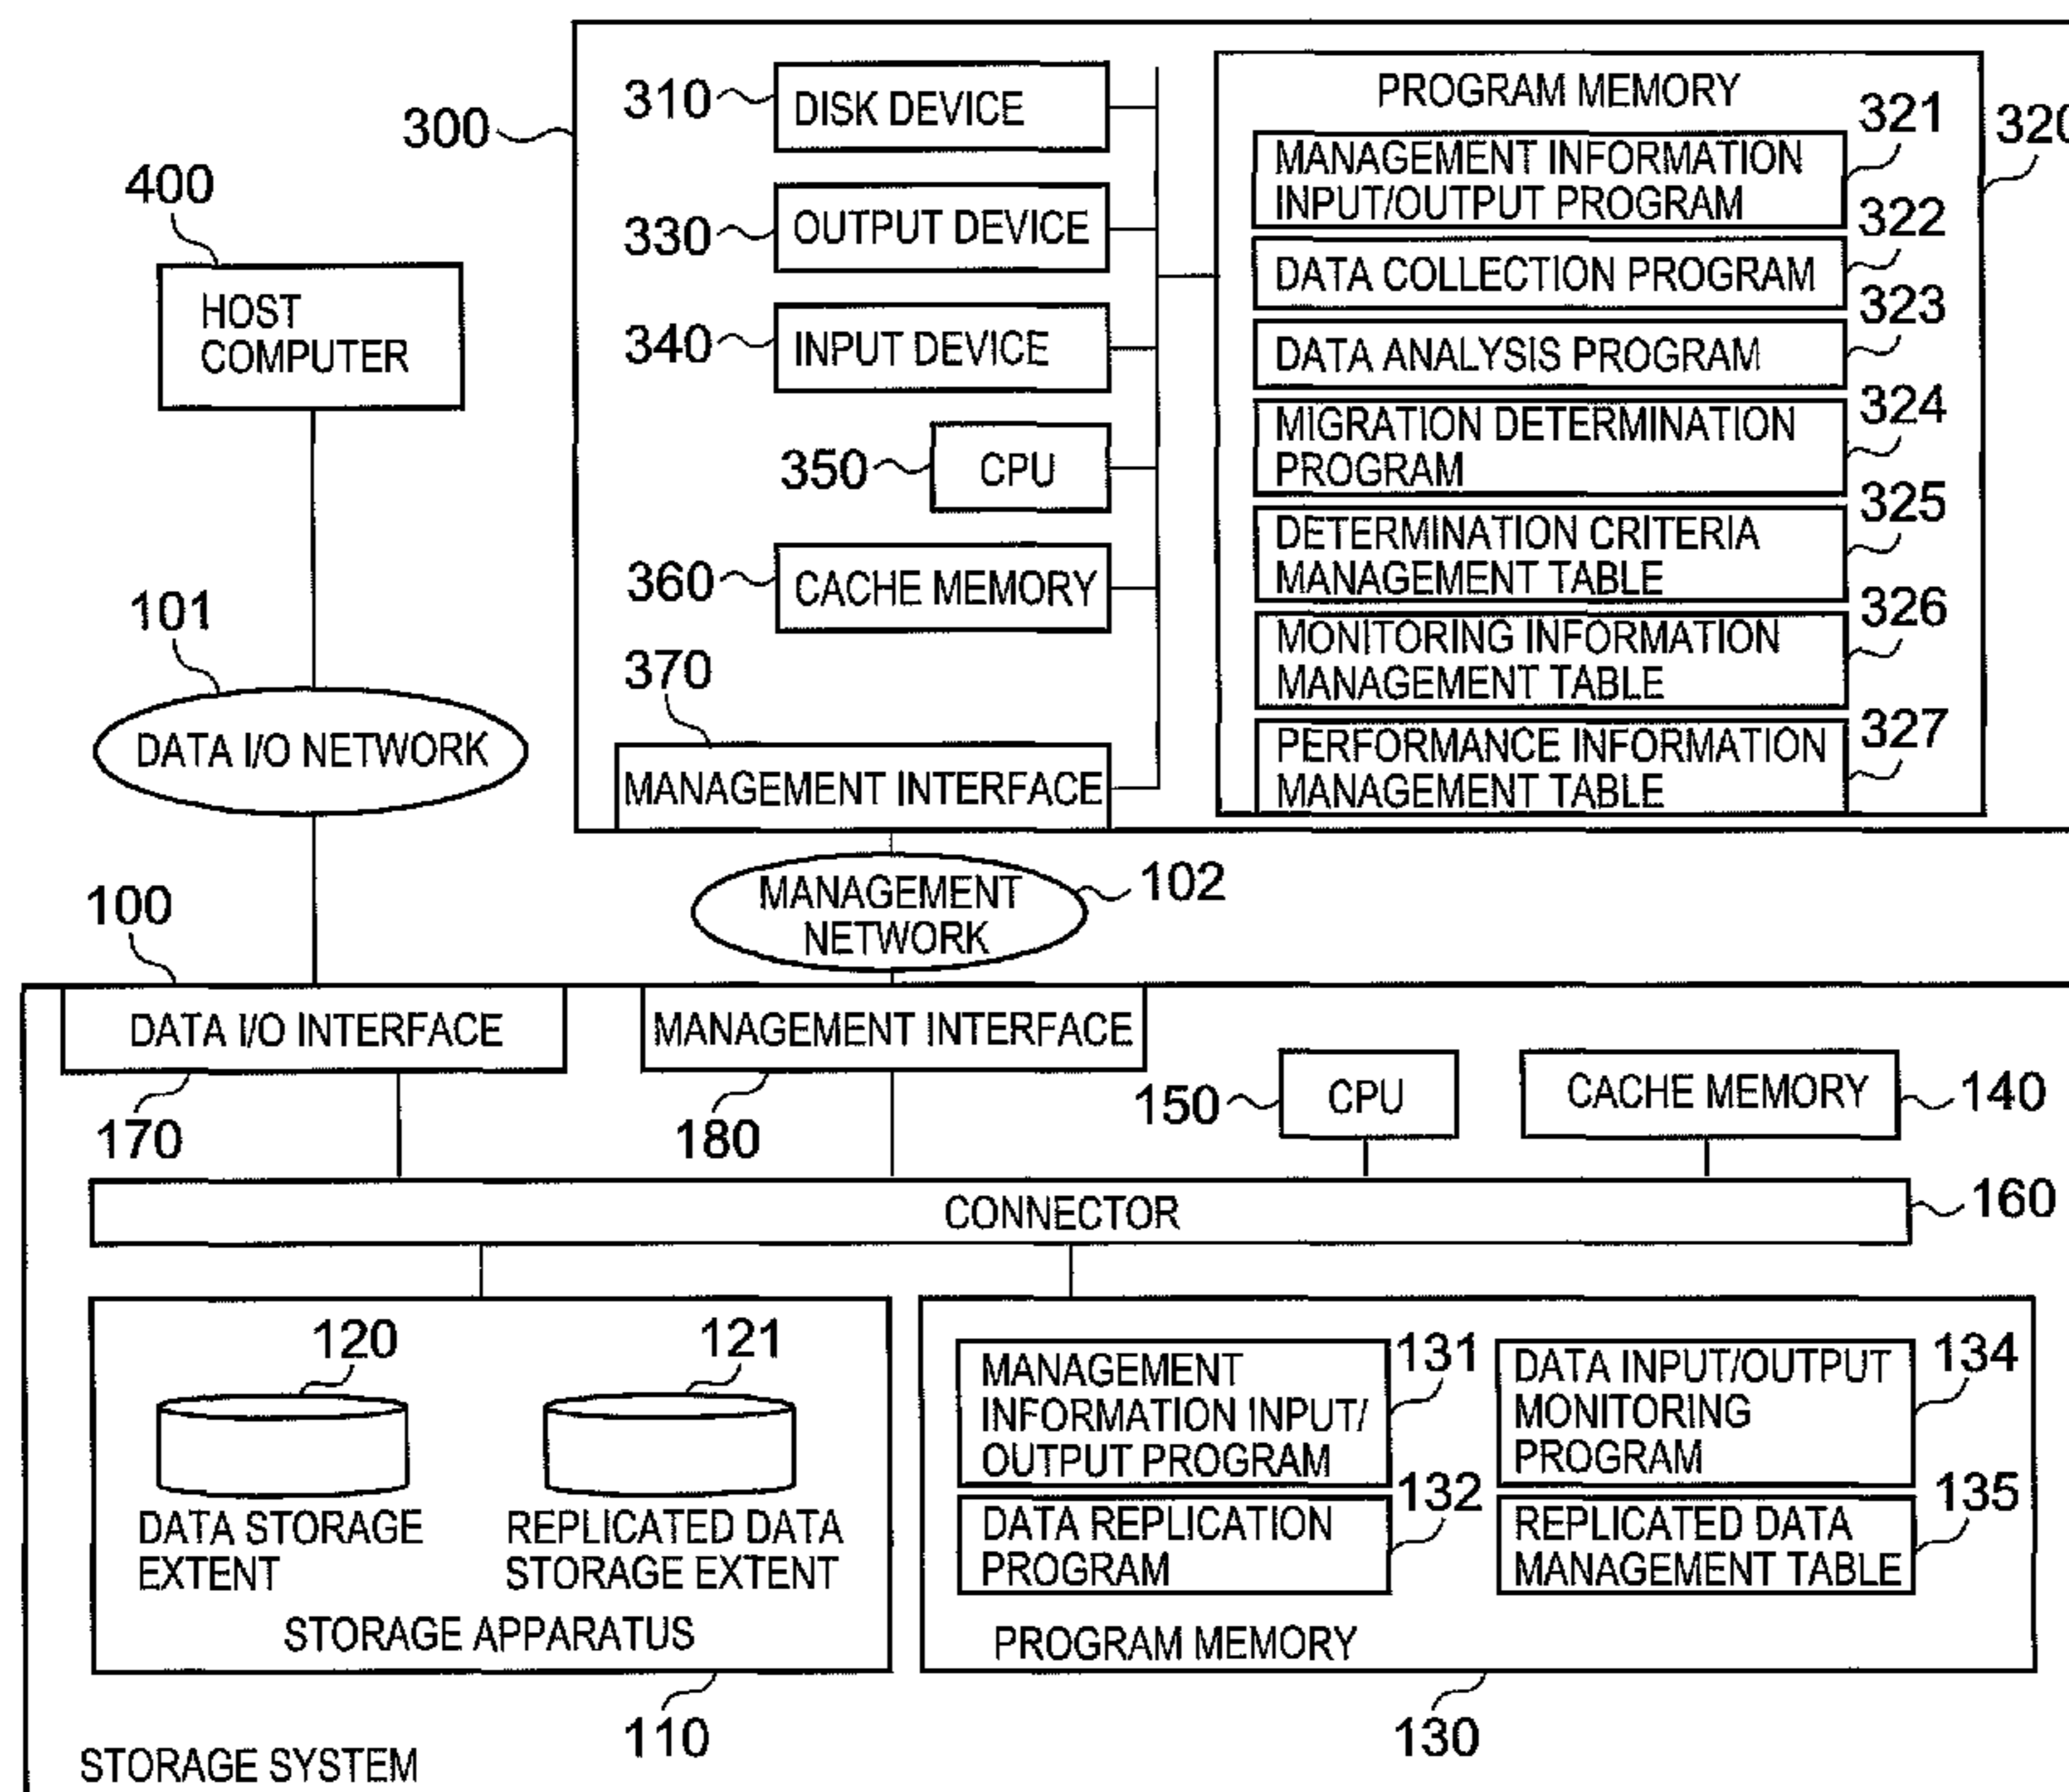 300
310
DISK DEVICE
330
OUTPUT DEVICE
340
INPUT DEVICE
350
CPU
360
CACHE MEMORY
370
MANAGEMENT INTERFACE
PROGRAM MEMORY
320
321
MANAGEMENT INFORMATION
INPUT/OUTPUT PROGRAM
322
DATA COLLECTION PROGRAM
323
DATA ANALYSIS PROGRAM
324
MIGRATION DETERMINATION
PROGRAM
325
DETERMINATION CRITERIA
MANAGEMENT TABLE
326
MONITORING INFORMATION
MANAGEMENT TABLE
327
PERFORMANCE INFORMATION
MANAGEMENT TABLE
400
HOST
COMPUTER
101
DATA I/O NETWORK
MANAGEMENT
NETWORK
102
100
DATA I/O INTERFACE
170
MANAGEMENT INTERFACE
180
150
CPU
CACHE MEMORY
140
CONNECTOR
160
120
DATA STORAGE
EXTENT
121
REPLICATED DATA
STORAGE EXTENT
STORAGE APPARATUS
110
131
MANAGEMENT
INFORMATION INPUT/
OUTPUT PROGRAM
134
DATA INPUT/OUTPUT
MONITORING
PROGRAM
132
DATA REPLICATION
PROGRAM
135
REPLICATED DATA
MANAGEMENT TABLE
PROGRAM MEMORY
130
STORAGE SYSTEM